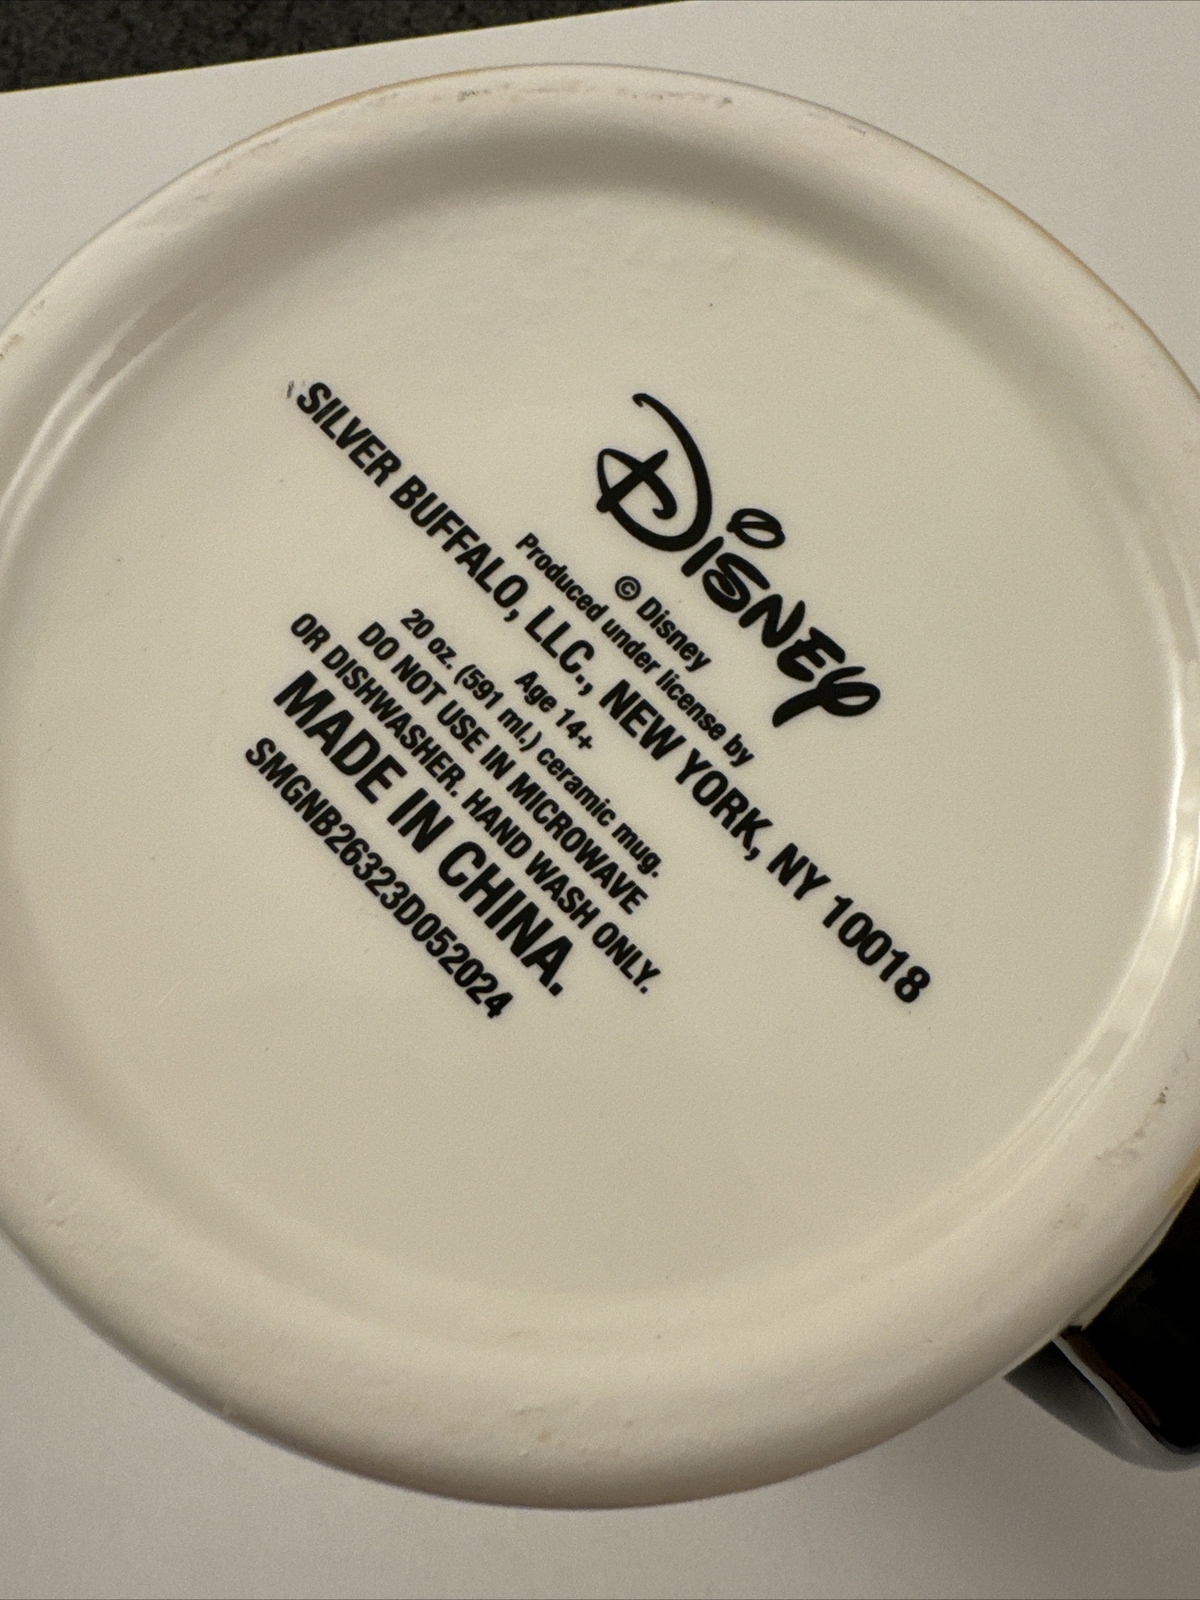 Disney
© Disney
Produced under license by
SILVER BUFFALO, LLC., NEW YORK, NY 10018
Age 14+
20 oz. (591 ml.) ceramic mug.
DO NOT USE IN MICROWAVE
OR DISHWASHER. HAND WASH ONLY.
MADE IN CHINA.
SMGNB26323D052024